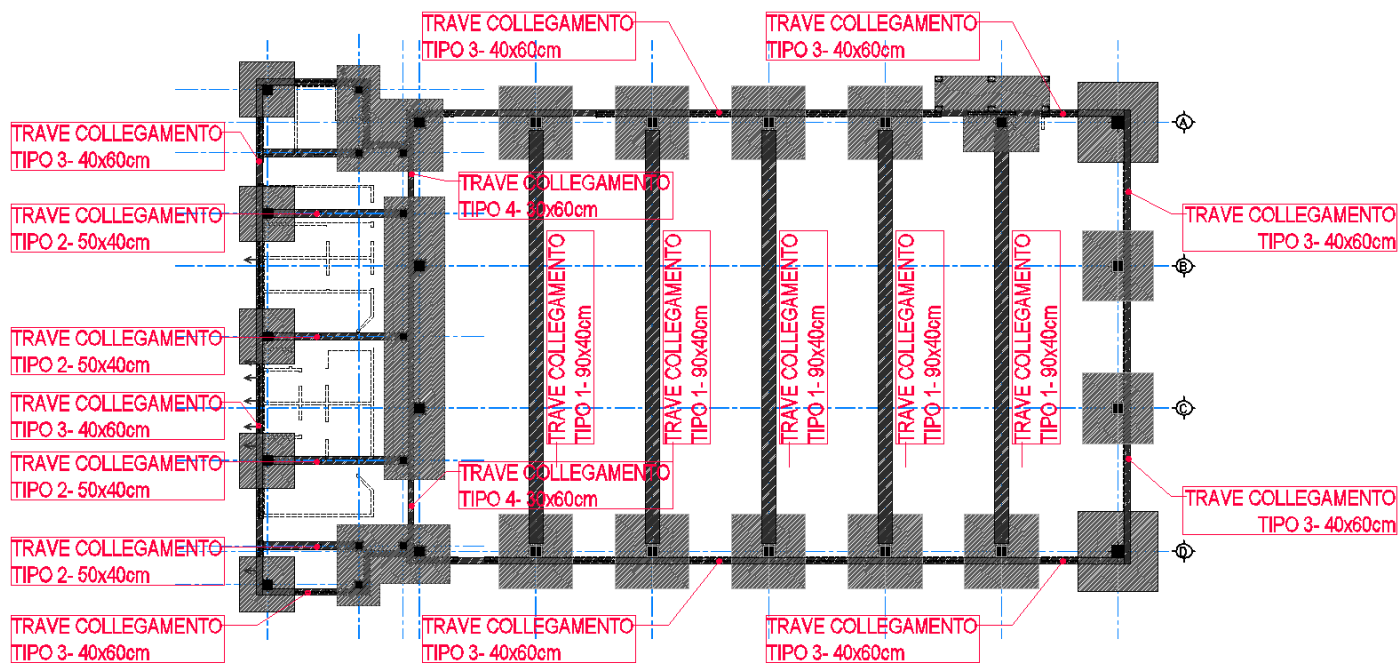 TRAVE COLLEGAMENTO
TIPO 3- 40x60cm
TRAVE COLLEGAMENTO
TIPO 3- 40x60cm
TRAVE COLLEGAMENTO
TIPO 3- 40x60cm
TRAVE COLLEGAMENTO
TIPO 4- 30x60cm
TRAVE COLLEGAMENTO
TIPO 2- 50x40cm
TRAVE COLLEGAMENTO
TIPO 3- 40x60cm
TRAVE COLLEGAMENTO
TIPO 1- 90x40cm
TRAVE COLLEGAMENTO
TIPO 1- 90x40cm
TRAVE COLLEGAMENTO
TIPO 1- 90x40cm
TRAVE COLLEGAMENTO
TIPO 1- 90x40cm
TRAVE COLLEGAMENTO
TIPO 1- 90x40cm
TRAVE COLLEGAMENTO
TIPO 2- 50x40cm
TRAVE COLLEGAMENTO
TIPO 3- 40x60cm
TRAVE COLLEGAMENTO
TIPO 2- 50x40cm
TRAVE COLLEGAMENTO
TIPO 4- 30x60cm
TRAVE COLLEGAMENTO
TIPO 3- 40x60cm
TRAVE COLLEGAMENTO
TIPO 2- 50x40cm
TRAVE COLLEGAMENTO
TIPO 3- 40x60cm
TRAVE COLLEGAMENTO
TIPO 3- 40x60cm
TRAVE COLLEGAMENTO
TIPO 3- 40x60cm
A
B
C
D